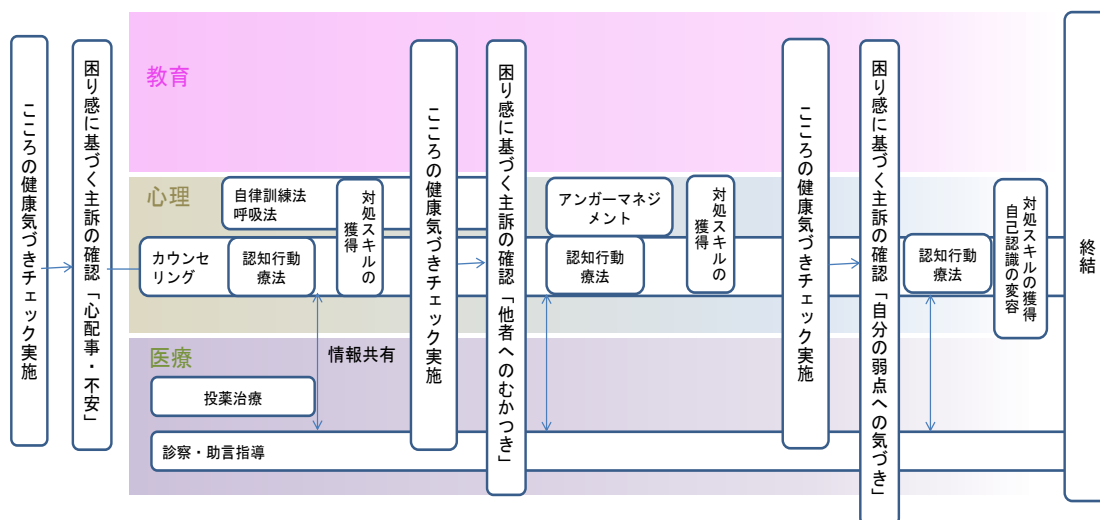 こころの健康気づきチェック実施
困り感に基づく主訴の確認「心配事・不安」
教育
心理
自律訓練法
呼吸法
カウンセ
リング
認知行動
療法
対処スキルの
獲得
医療
情報共有
投薬治療
診察・助言指導
こころの健康気づきチェック実施
困り感に基づく主訴の確認「他者へのむかつき」
アンガーマネジ
メント
認知行動
療法
対処スキルの
獲得
こころの健康気づきチェック実施
困り感に基づく主訴の確認「自分の弱点への気づき」
認知行動
療法
対処スキルの獲得
自己認識の変容
終結